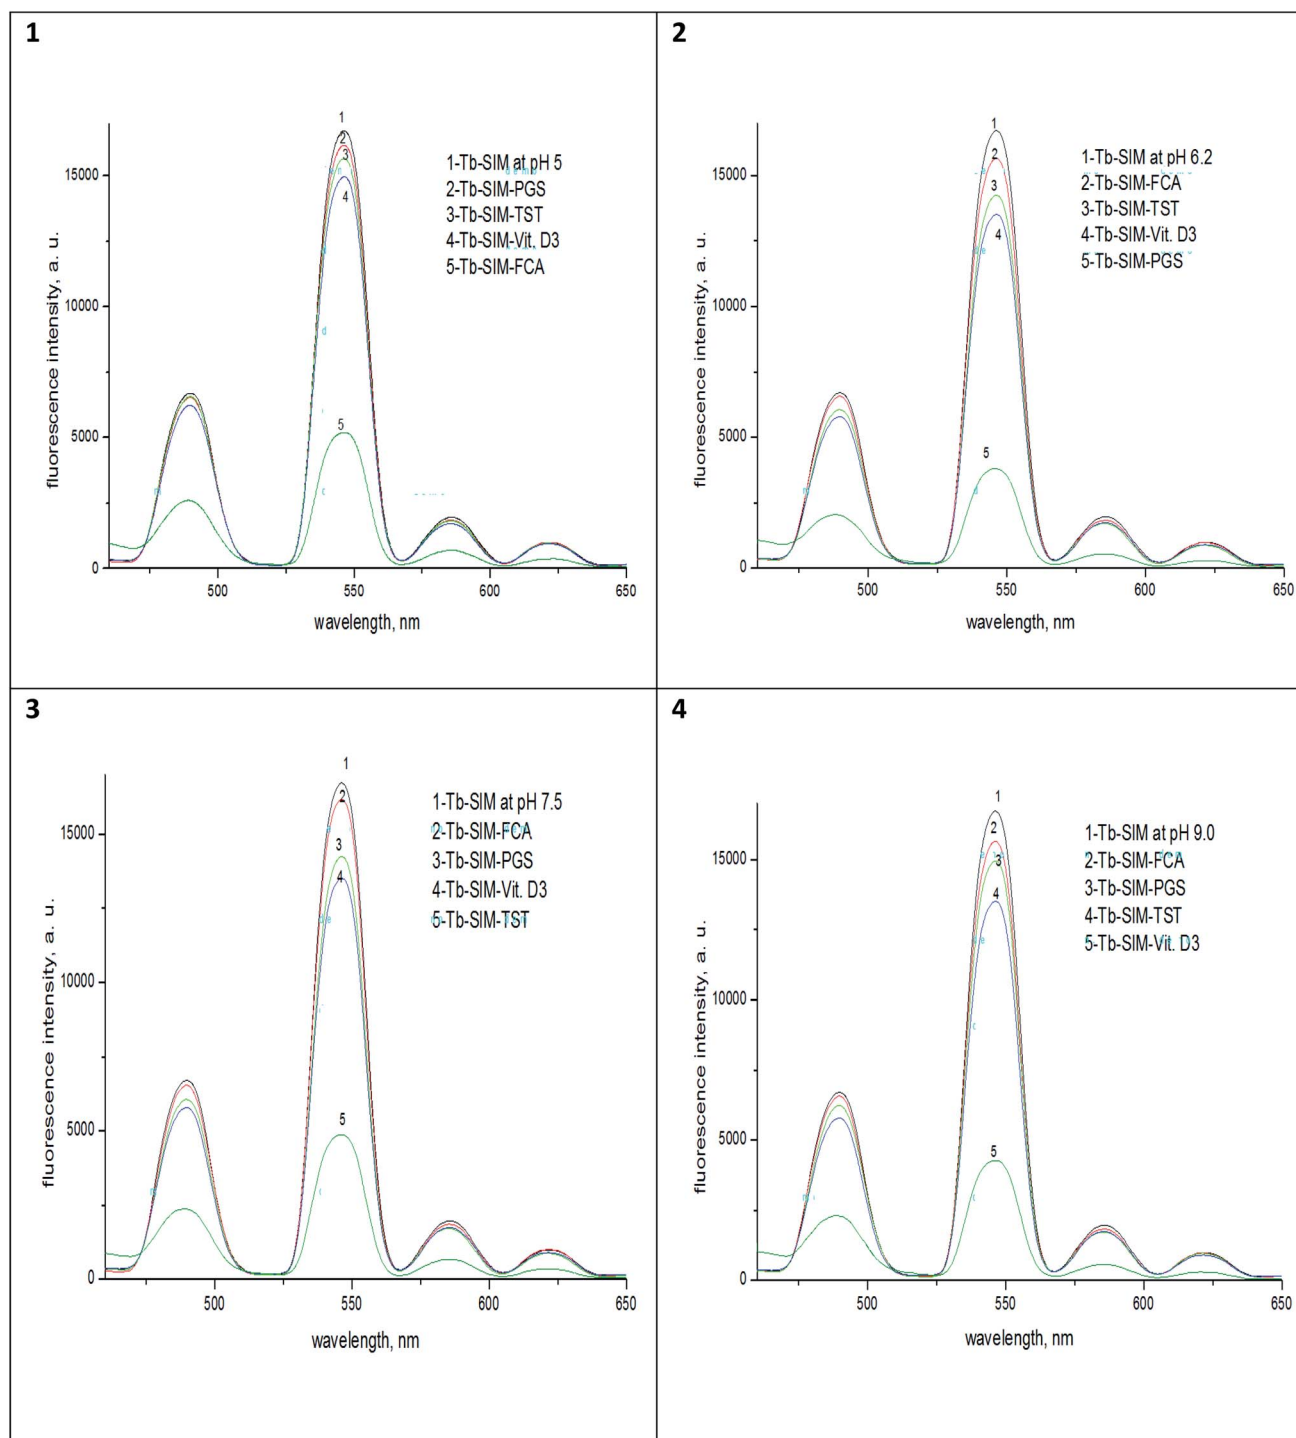 1
1
2
3
4
5
1-Tb-SIM at pH 5
2-Tb-SIM-PGS
3-Tb-SIM-TST
4-Tb-SIM-Vit. D3
5-Tb-SIM-FCA
fluorescence intensity, a. u.
15000
10000
5000
0
500
550
600
650
wavelength, nm
2
1
2
3
4
5
1-Tb-SIM at pH 6.2
2-Tb-SIM-FCA
3-Tb-SIM-TST
4-Tb-SIM-Vit. D3
5-Tb-SIM-PGS
fluorescence intensity, a. u.
15000
10000
5000
0
500
550
600
650
wavelength, nm
3
1
2
3
4
5
1-Tb-SIM at pH 7.5
2-Tb-SIM-FCA
3-Tb-SIM-PGS
4-Tb-SIM-Vit. D3
5-Tb-SIM-TST
fluorescence intensity, a. u.
15000
10000
5000
0
500
550
600
650
wavelength, nm
4
1
2
3
4
5
1-Tb-SIM at pH 9.0
2-Tb-SIM-FCA
3-Tb-SIM-PGS
4-Tb-SIM-TST
5-Tb-SIM-Vit. D3
fluorescence intensity, a. u.
15000
10000
5000
0
500
550
600
650
wavelength, nm